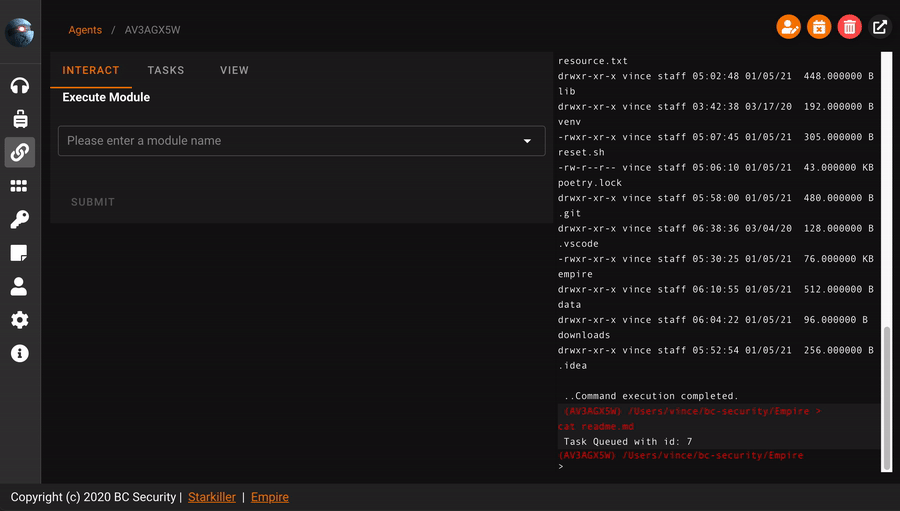 Agents / AV3AGX5W
INTERACT TASKS VIEW
Execute Module
Please enter a module name
SUBMIT
resource.txt
drwxr-xr-x vince staff 05:02:48 01/05/21 448.000000 B
lib
drwxr-xr-x vince staff 03:42:38 03/17/20 192.000000 B
venv
-rwxr-xr-x vince staff 05:07:45 01/05/21 305.000000 B
reset.sh
-rw-r--r-- vince staff 05:06:10 01/05/21 43.000000 KB
poetry.lock
drwxr-xr-x vince staff 05:58:00 01/05/21 480.000000 B
.git
drwxr-xr-x vince staff 06:38:36 03/04/20 128.000000 B
.vscode
-rwxr-xr-x vince staff 05:30:25 01/05/21 76.000000 KB
empire
drwxr-xr-x vince staff 06:10:55 01/05/21 512.000000 B
data
drwxr-xr-x vince staff 06:04:22 01/05/21 96.000000 B
downloads
drwxr-xr-x vince staff 05:52:54 01/05/21 256.000000 B
.idea
..Command execution completed.
(AV3AGX5W) /Users/vince/bc-security/Empire >
cat readme.md
Task Queued with id: 7
(AV3AGX5W) /Users/vince/bc-security/Empire
>
Copyright (c) 2020 BC Security | Starkiller | Empire